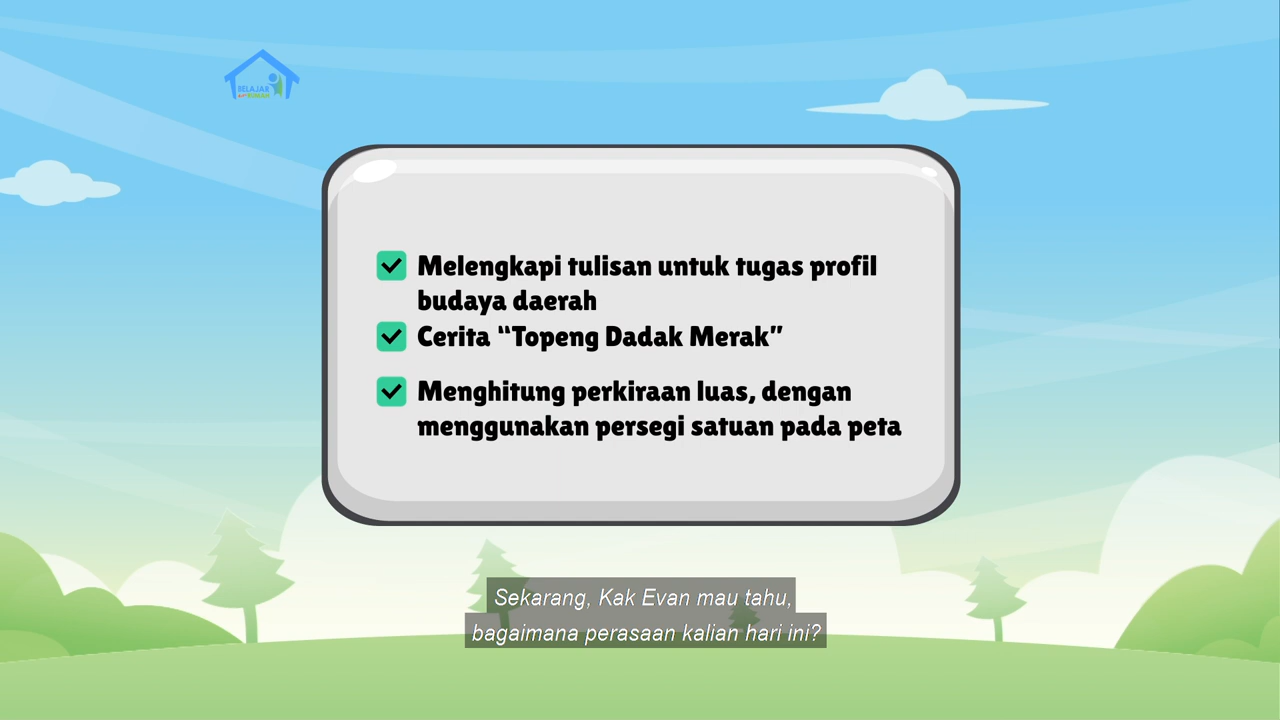 BELAJAR
Melengkapi tulisan untuk tugas profil
budaya daerah
Cerita “Topeng Dadak Merak”
Menghitung perkiraan luas, dengan
menggunakan persegi satuan pada peta
Sekarang, Kak Evan mau tahu,
bagaimana perasaan kalian hari ini?